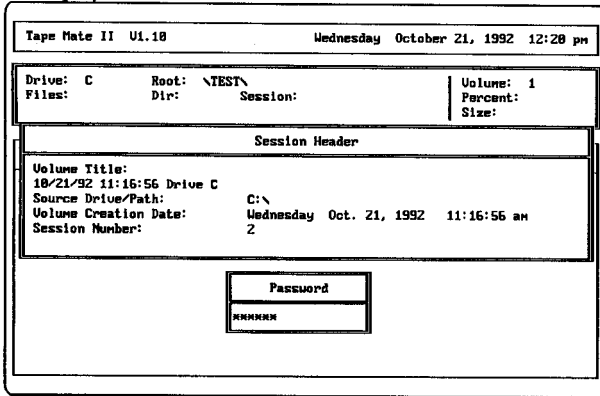 Tape Mate II V1.10 Wednesday October 21, 1992 12:20 pm
Drive: C Root: \TEST\ Volume: 1
Files: Dir: Session: Percent:
Size:
Session Header
Volume Title:
10/21/92 11:16:56 Drive C
Source Drive/Path: C:\
Volume Creation Date: Wednesday Oct. 21, 1992 11:16:56 am
Session Number: 2
Password
******